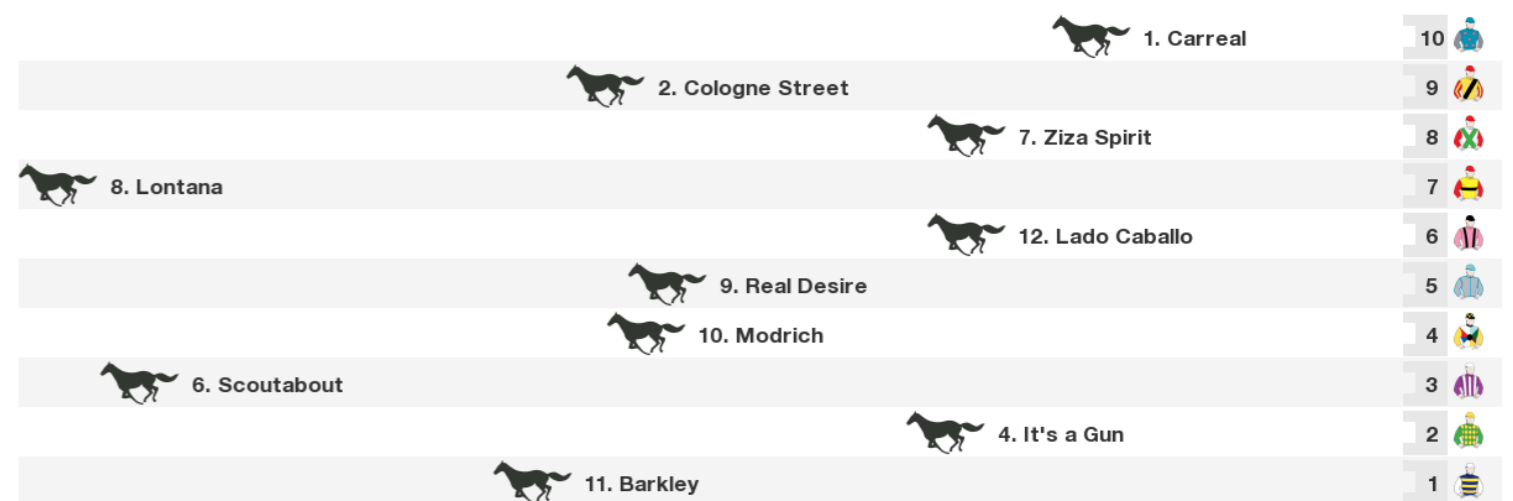 1. Carreal 10
2. Cologne Street 9
7. Ziza Spirit 8
8. Lontana 7
12. Lado Caballo 6
9. Real Desire 5
10. Modrich 4
6. Scoutabout 3
4. It's a Gun 2
11. Barkley 1